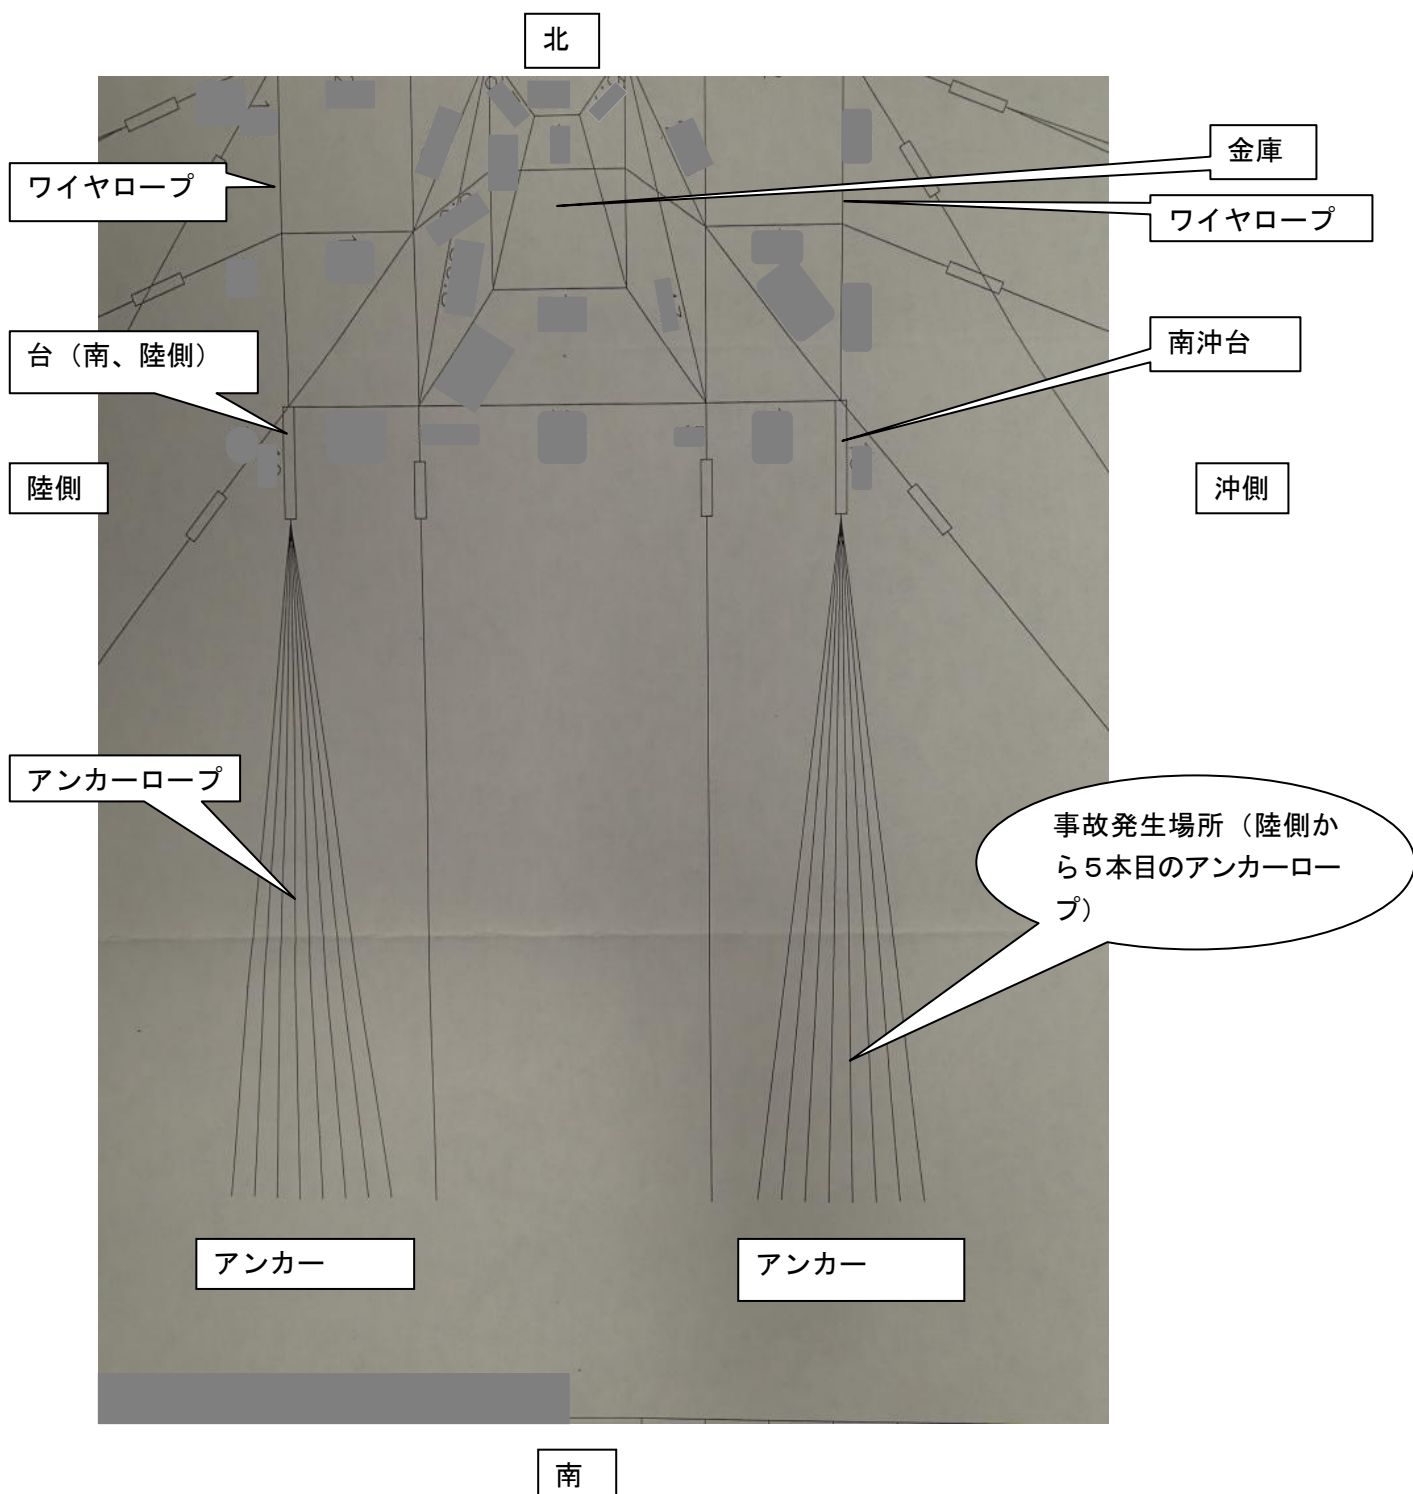 北
金庫
ワイヤロープ
ワイヤロープ
南沖台
台（南、陸側）
陸側
沖側
アンカーロープ
事故発生場所（陸側か
ら５本目のアンカーロー
プ）
アンカー
アンカー
南